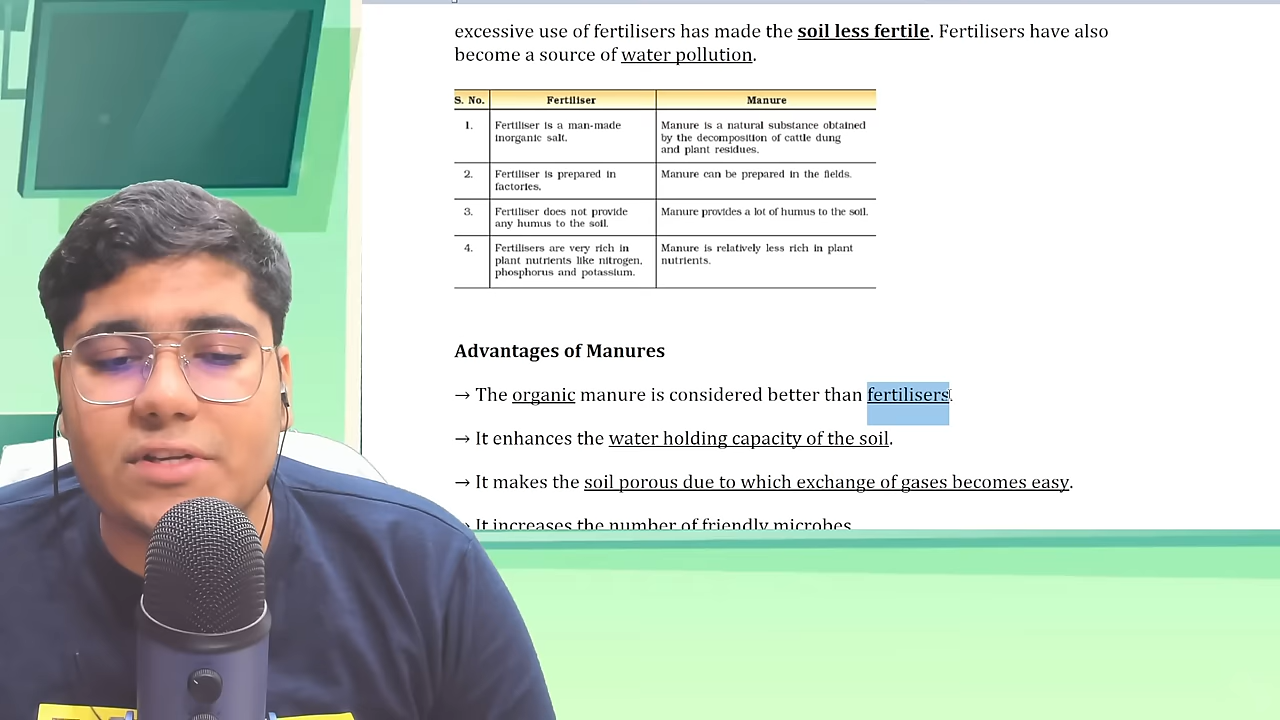 excessive use of fertilisers has made the soil less fertile. Fertilisers have also
become a source of water pollution.
S. No. Fertiliser Manure
1. Fertiliser is a man-made Manure is a natural substance obtained
inorganic salt. by the decomposition of cattle dung
and plant residues.
2. Fertiliser is prepared in Manure can be prepared in the fields.
factories.
3. Fertiliser does not provide Manure provides a lot of humus to the soil.
any humus to the soil.
4. Fertilisers are very rich in Manure is relatively less rich in plant
plant nutrients like nitrogen, nutrients.
phosphorus and potassium.
Advantages of Manures
→ The organic manure is considered better than fertilisers
→ It enhances the water holding capacity of the soil.
→ It makes the soil porous due to which exchange of gases becomes easy.
→ It increases the number of friendly microbes.